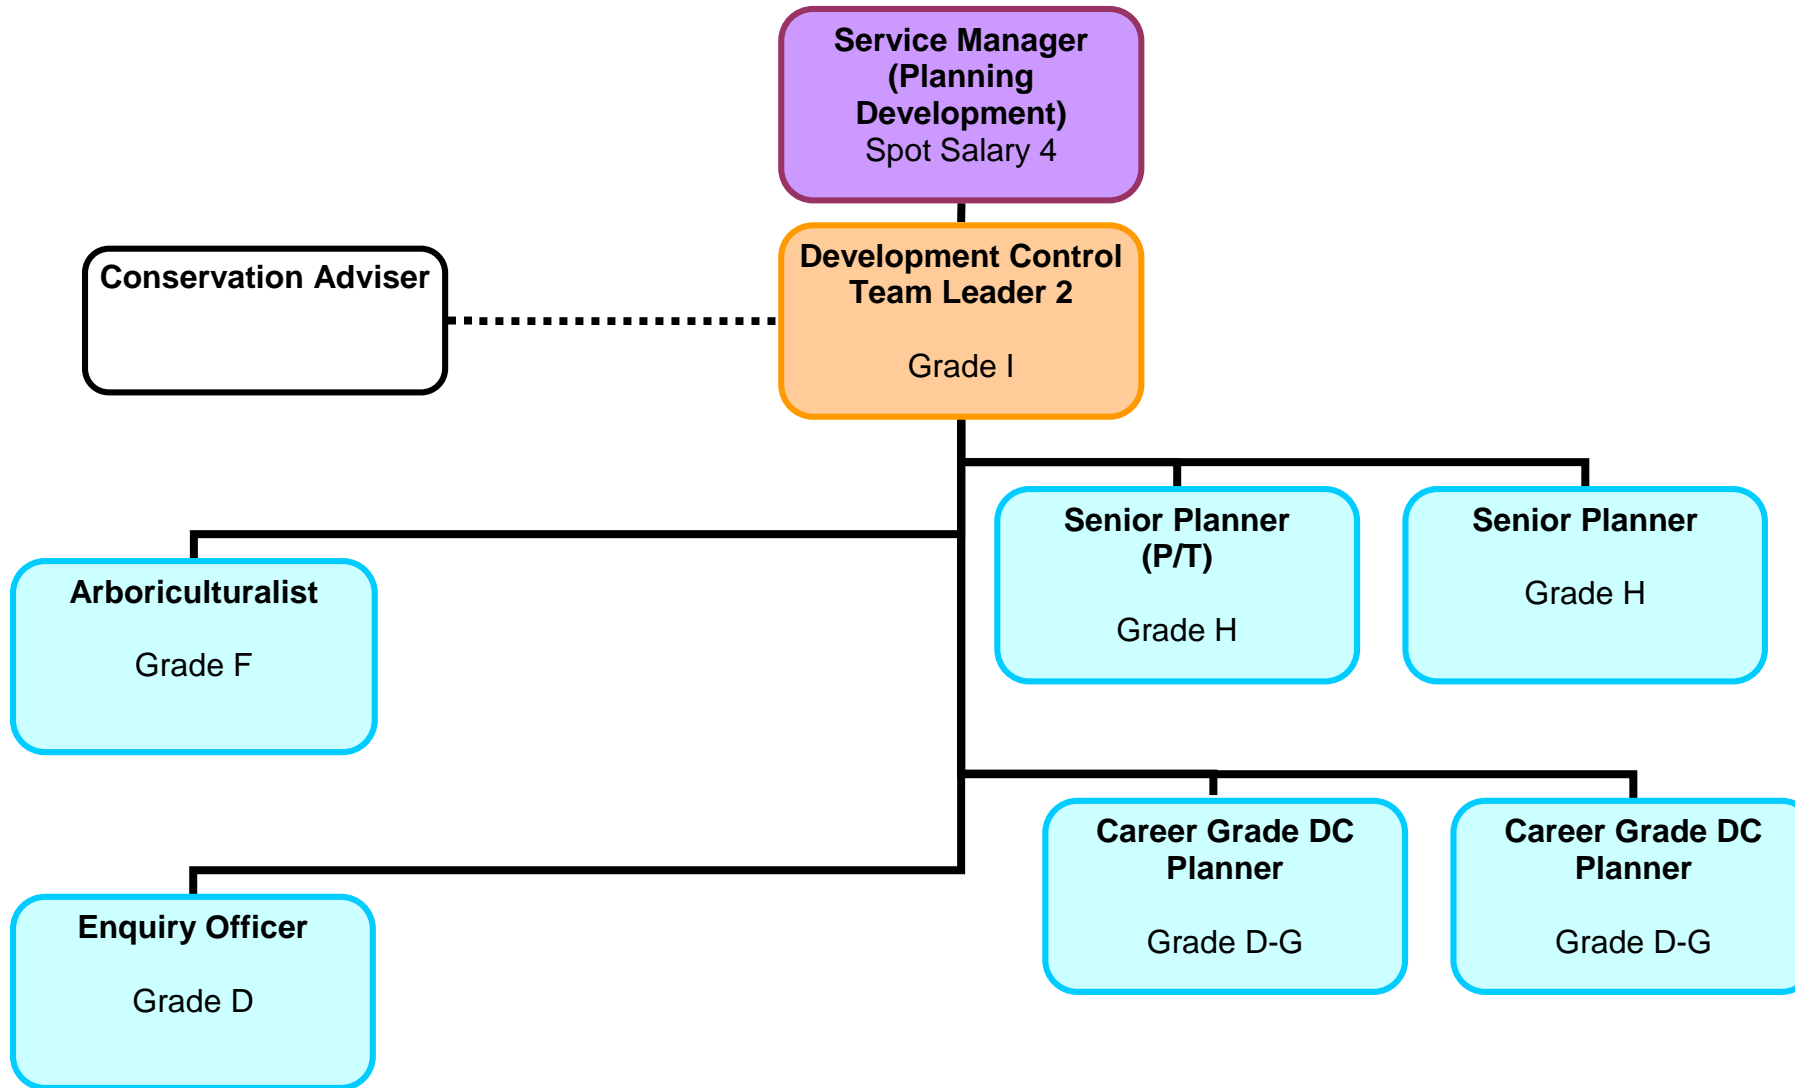 Service Manager
(Planning
Development)
Spot Salary 4
Conservation Adviser
Development Control
Team Leader 2
Grade I
Senior Planner
(P/T)
Grade H
Senior Planner
Grade H
Arboriculturalist
Grade F
Career Grade DC
Planner
Grade D-G
Career Grade DC
Planner
Grade D-G
Enquiry Officer
Grade D